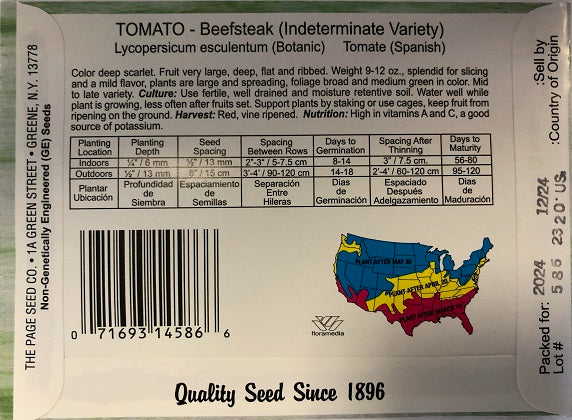 TOMATO - Beefsteak (Indeterminate Variety)
Lycopersicum esculentum (Botanic) Tomate (Spanish)
Color deep scarlet. Fruit very large, deep, flat and ribbed. Weight 9-12 oz., splendid for slicing
and a mild flavor, plants are large and spreading, foliage broad and medium green in color. Mid
to late variety. Culture: Use fertile, well drained and moisture retentive soil. Water well while
plant is growing, less often after fruits set. Support plants by staking or use cages, keep fruit from
ripening on the ground. Harvest: Red, vine ripened. Nutrition: High in vitamins A and C, a good
source of potassium.
Planting Location Planting Depth Seed Spacing Spacing Between Rows Days to Germination Spacing After Thinning Days to Maturity
Indoors ¼" / 6 mm ½" / 13 mm 2"-3" / 5-7.5 cm 8-14 3" / 7.5 cm. 56-80
Outdoors ½" / 13 mm 6" / 15 cm 3'-4' / 90-120 cm 14-18 2'-4' / 60-120 cm 95-120
Plantar Ubicación Profundidad de Siembra Espaciamiento de Semillas Separación Entre Hileras Dias de Germinación Espaciado Después Adelgazamiento Dias de Maduración
THE PAGE SEED CO. • 1A GREEN STREET • GREENE, N.Y. 13778
Non-Genetically Engineered (GE) Seeds
PLANT AFTER MAY 30
PLANT AFTER APRIL 20
PLANT AFTER MARCH 10
floramedia
0 71693 14586 6
Quality Seed Since 1896
Packed for: 2024 12/24 :Sell by
Lot # 586 2320 US :Country of Origin